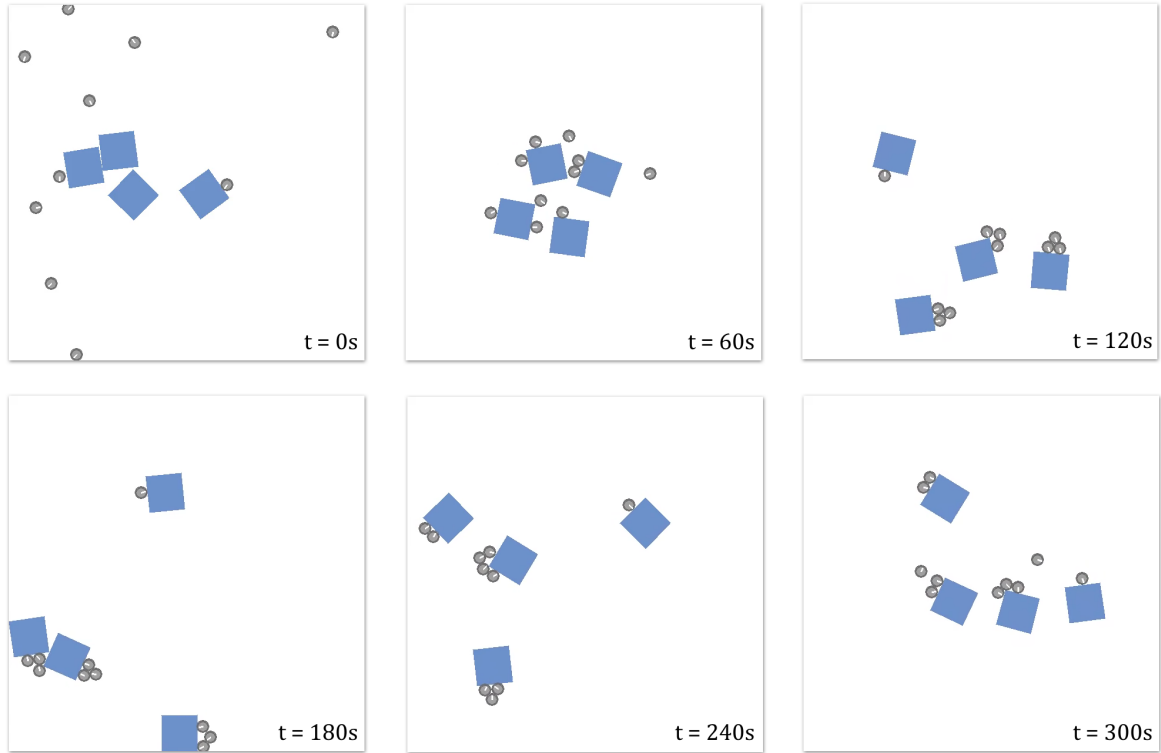 t = 0s
t = 60s
t = 120s
t = 180s
t = 240s
t = 300s